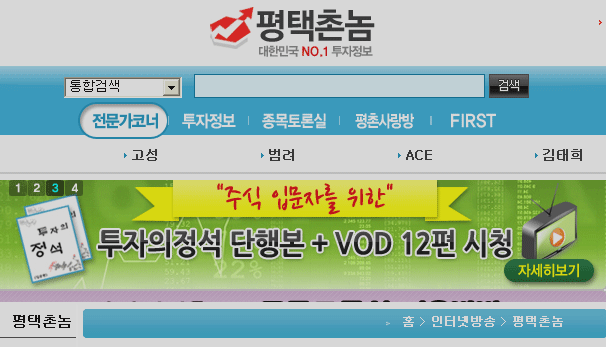 평택촌놈
대한민국 NO.1 투자정보
통합검색
검색
전문가코너 투자정보 종목토론실 평촌사랑방 FIRST
고성 범려 ACE 김태희
1 2 3 4
"주식 입문자를 위한"
투자의 정석
투자의정석 단행본 + VOD 12편 시청
자세히보기
평택촌놈
홈 > 인터넷방송 > 평택촌놈